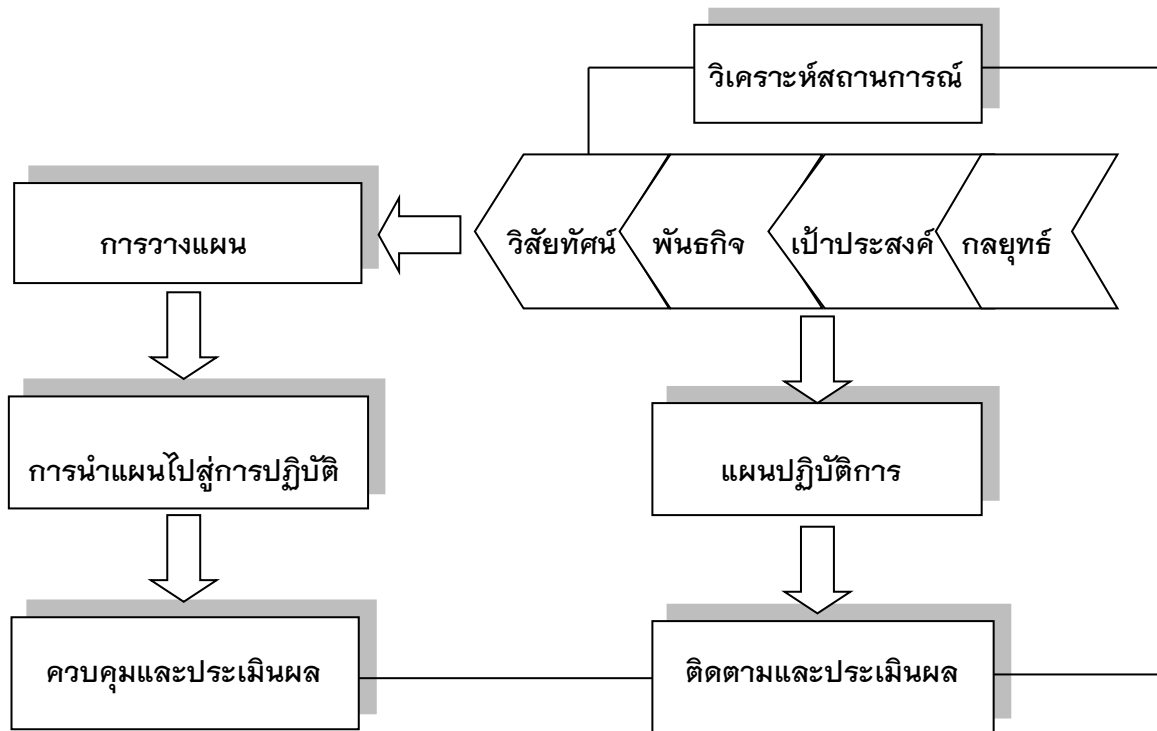 วิเคราะห์สถานการณ์
การวางแผน
วิสัยทัศน์
พันธกิจ
เป้าประสงค์
กลยุทธ์
การนำแผนไปสู่การปฏิบัติ
แผนปฏิบัติการ
ควบคุมและประเมินผล
ติดตามและประเมินผล